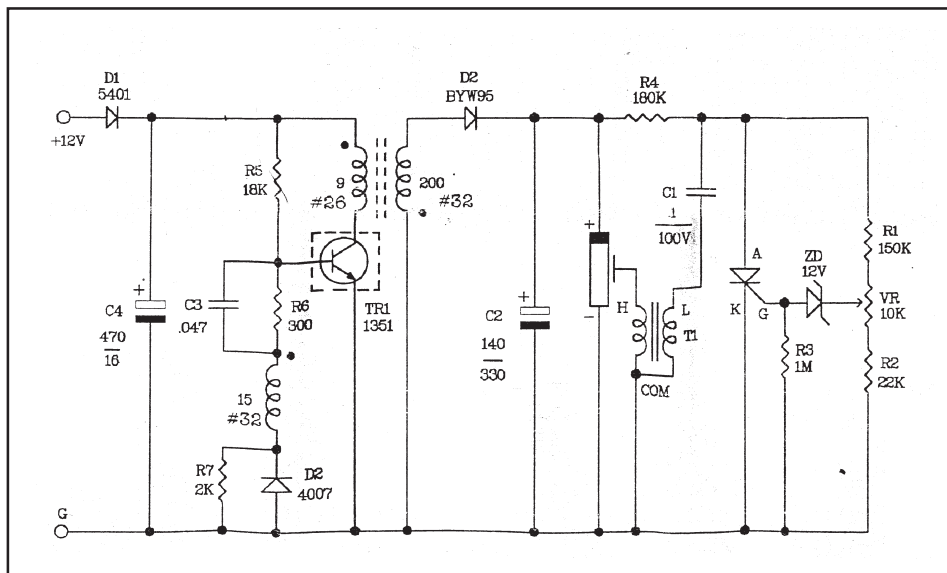 D1
5401
+12V
C4
+
470
16
G
R5
18K
C3
.047
R6
300
15
#32
R7
2K
D2
4007
9
#26
TR1
1351
200
#32
D2
BYW95
+
C2
140
330
+
-
R4
180K
C1
1
100V
H
L
T1
COM
A
K
G
R3
1M
ZD
12V
R1
150K
VR
10K
R2
22K